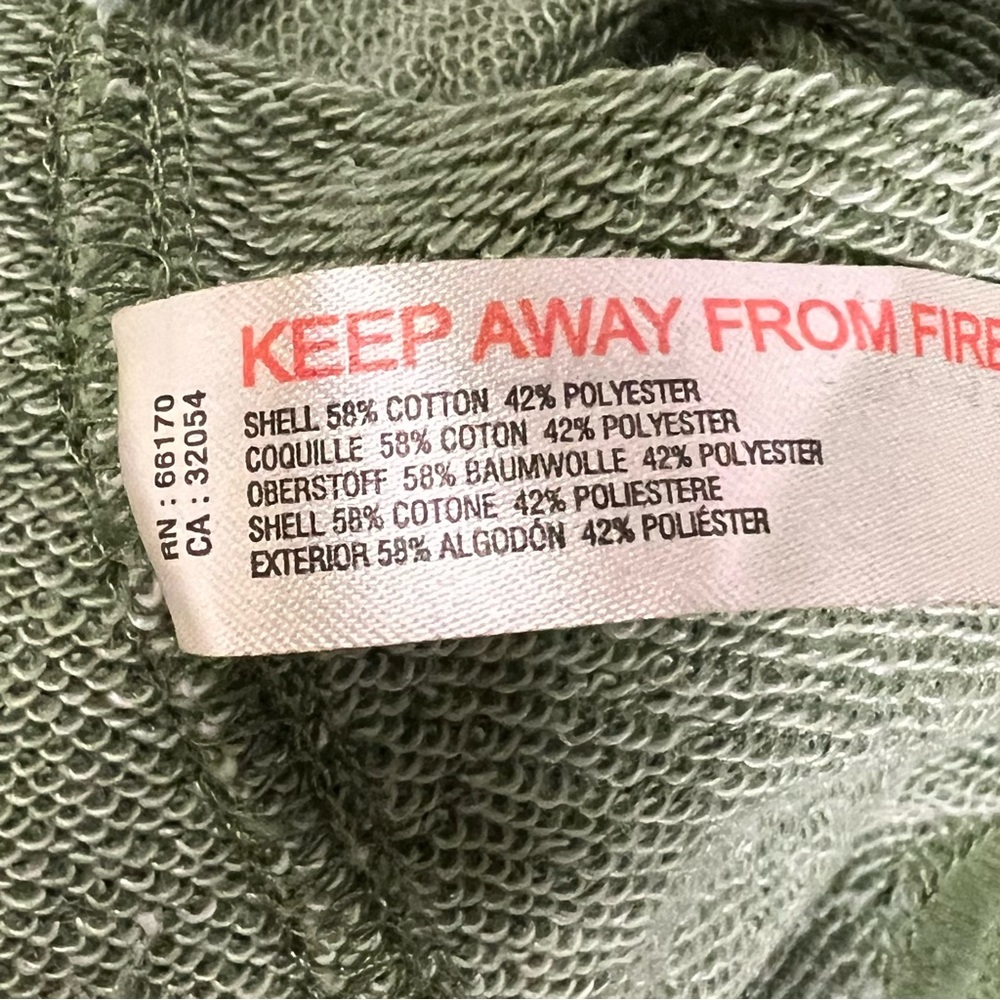 KEEP AWAY FROM FIRE
SHELL 58% COTTON 42% POLYESTER
COQUILLE 58% COTON 42% POLYESTER
OBERSTOFF 58% BAUMWOLLE 42% POLYESTER
SHELL 58% COTONE 42% POLIESTERE
EXTERIOR 58% ALGODÓN 42% POLIÉSTER
RN : 66170
CA : 32054